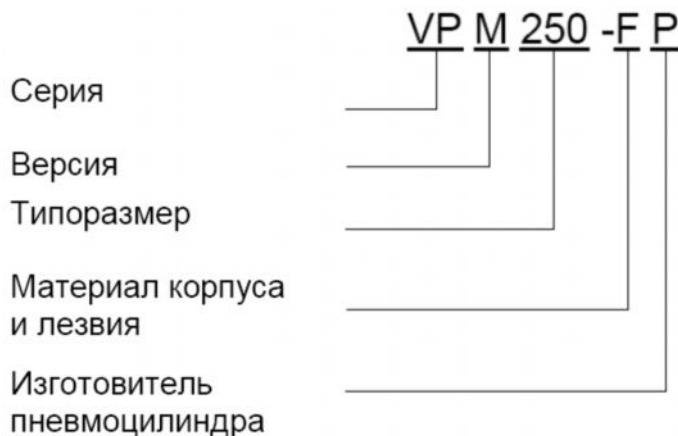 VP M 250 -F P
Серия
Версия
Типоразмер
Материал корпуса
и лезвия
Изготовитель
пневмоцилиндра